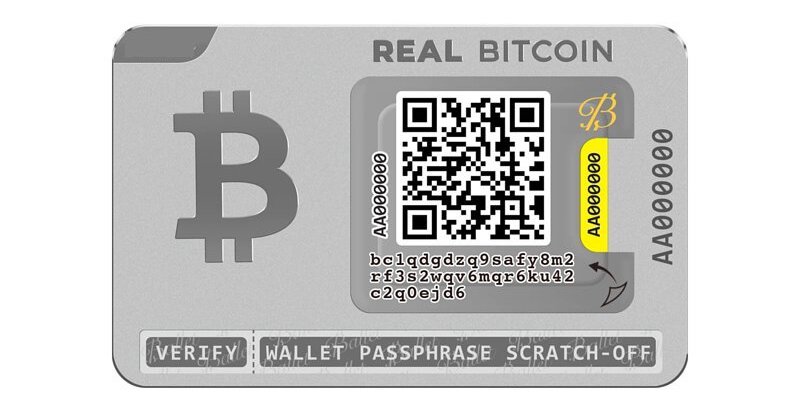 REAL BITCOIN
AA000000
AA000000
AA000000
bc1qdgdzq9safy8m2
rf3s2wqv6mqr6ku42
c2q0ejd6
VERIFY
WALLET PASSPHRASE SCRATCH-OFF